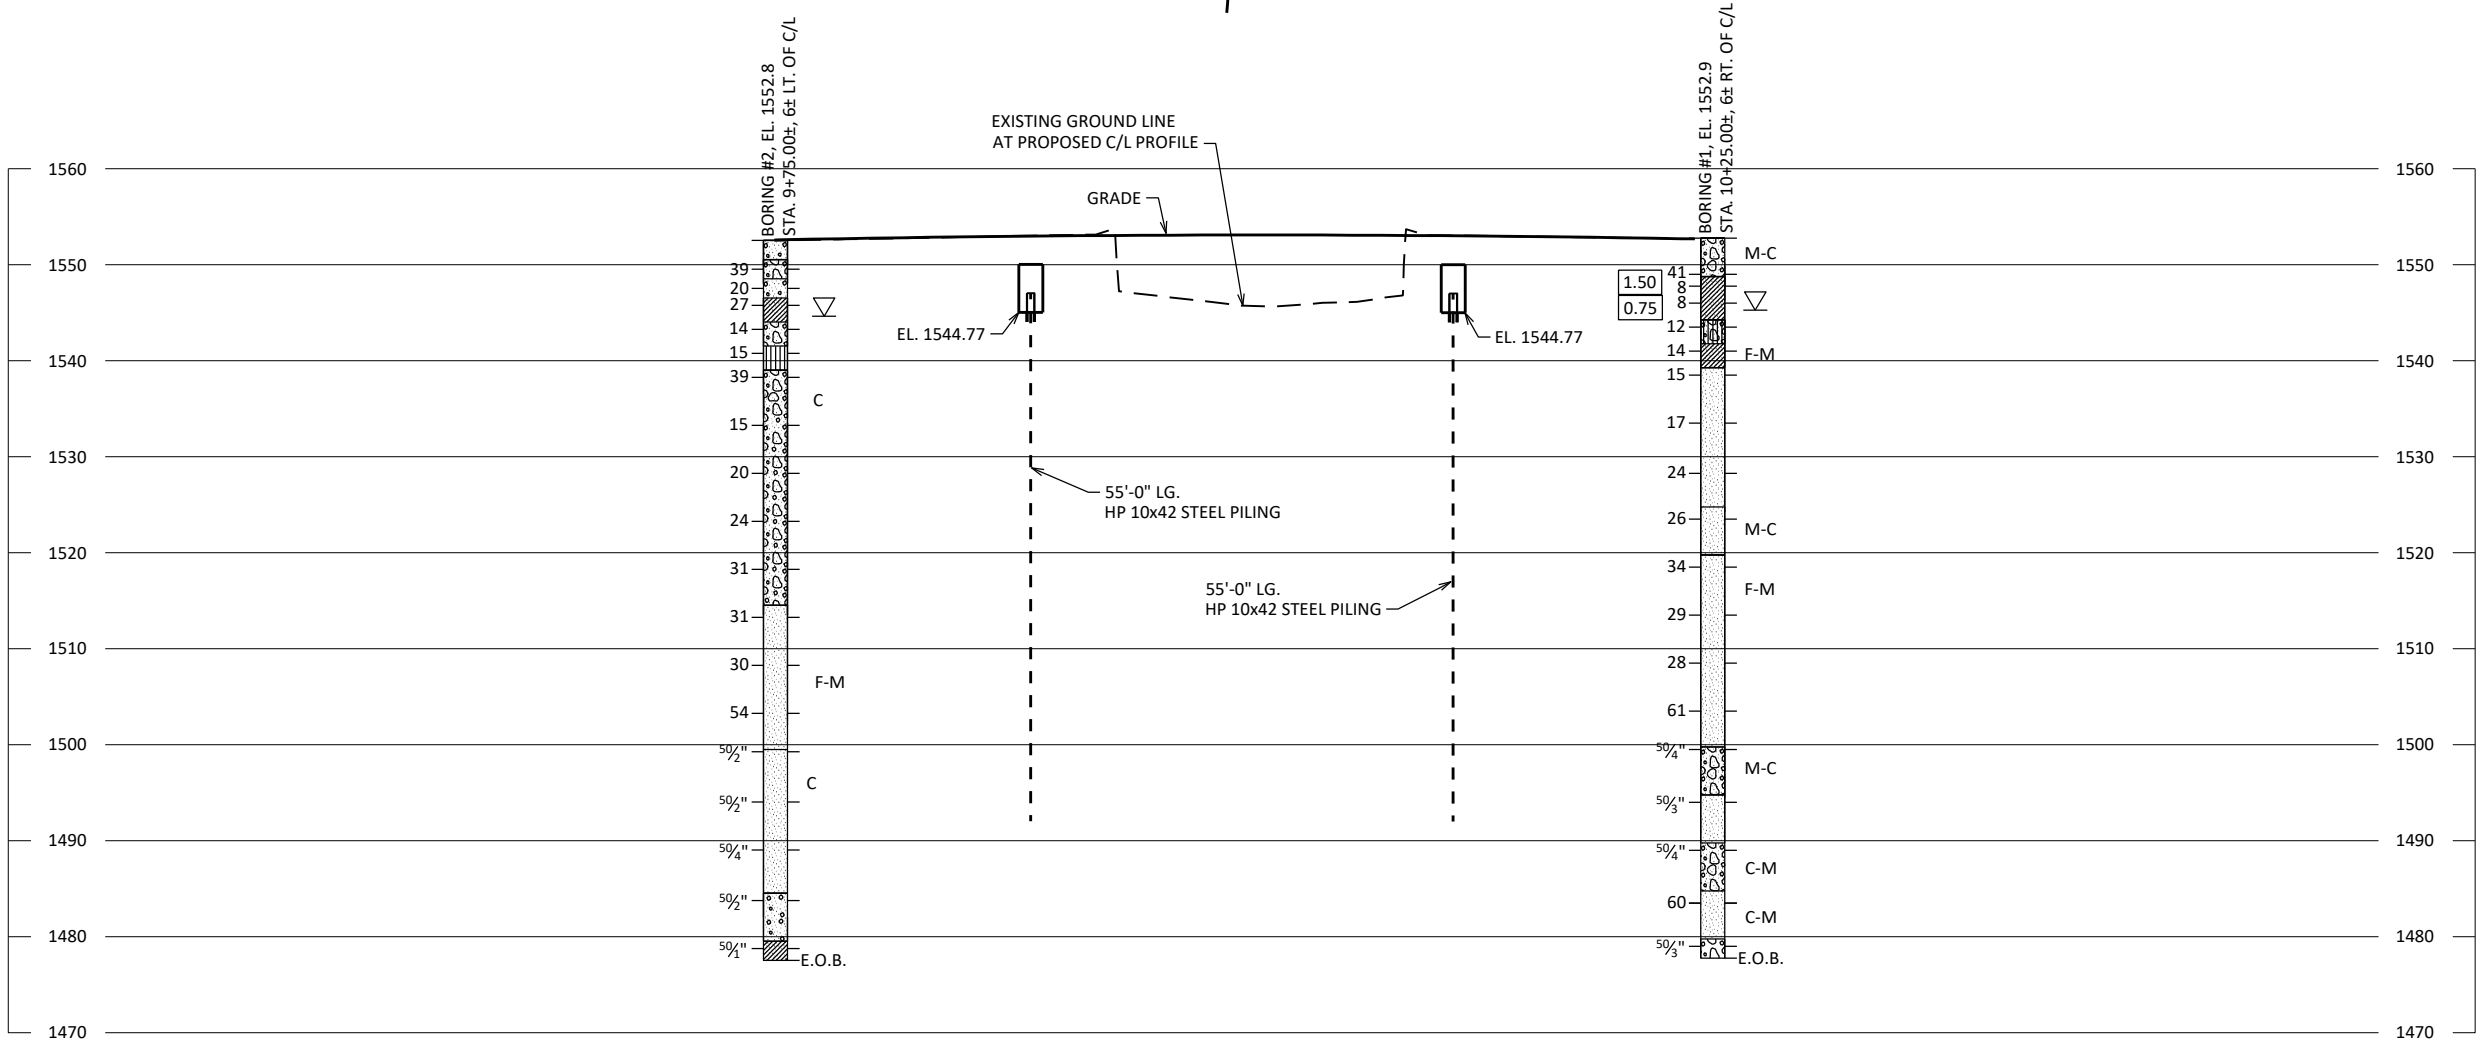 BORING #2, EL. 1552.8
STA. 9+75.00±, 6± LT. OF C/L
BORING #1, EL. 1552.9
STA. 10+25.00±, 6± RT. OF C/L
EXISTING GROUND LINE
AT PROPOSED C/L PROFILE
GRADE
1560
1560
1550
1550
1540
1540
1530
1530
1520
1520
1510
1510
1500
1500
1490
1490
1480
1480
1470
1470
39
20
27
14
15
39
15
20
24
31
31
30
54
50/2"
50/2"
50/4"
50/2"
50/1"
C
F-M
C
E.O.B.
EL. 1544.77
EL. 1544.77
55'-0" LG.
HP 10x42 STEEL PILING
55'-0" LG.
HP 10x42 STEEL PILING
1.50
0.75
41
8
8
12
14
15
17
24
26
34
29
28
61
50/4"
50/3"
50/4"
60
50/3"
M-C
F-M
M-C
F-M
M-C
C-M
C-M
E.O.B.